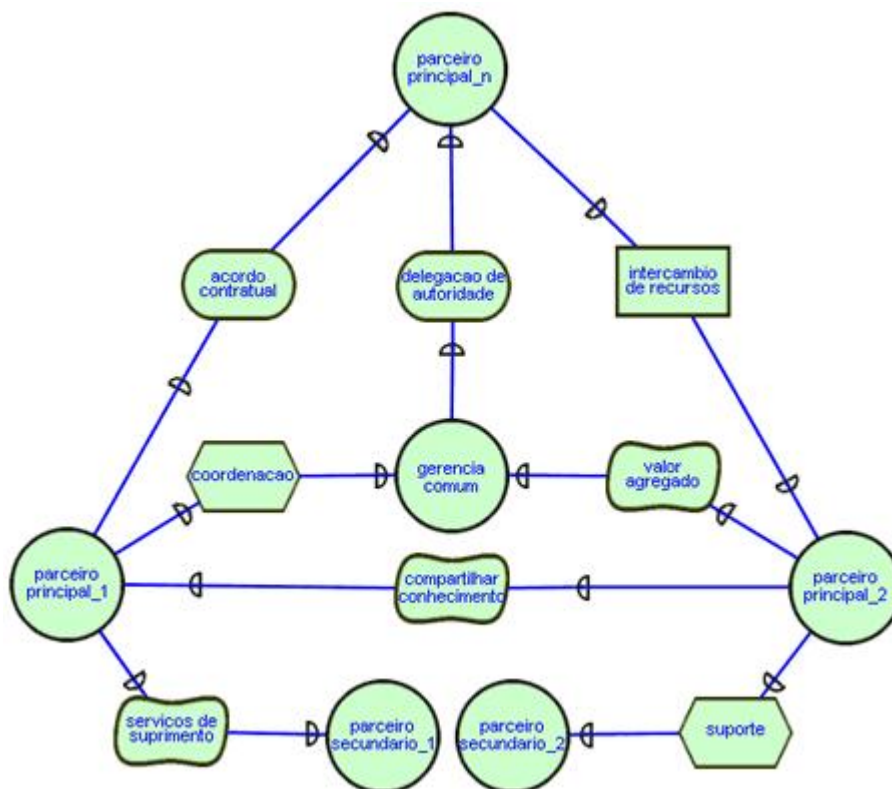 parceiro
principal_n
acordo
contratual
delegacao de
autoridade
intercambio
de recursos
coordenacao
gerencia
comum
valor
agregado
parceiro
principal_1
compartilhar
conhecimento
parceiro
principal_2
servicos de
suprimento
parceiro
secundario_1
parceiro
secundario_2
suporte